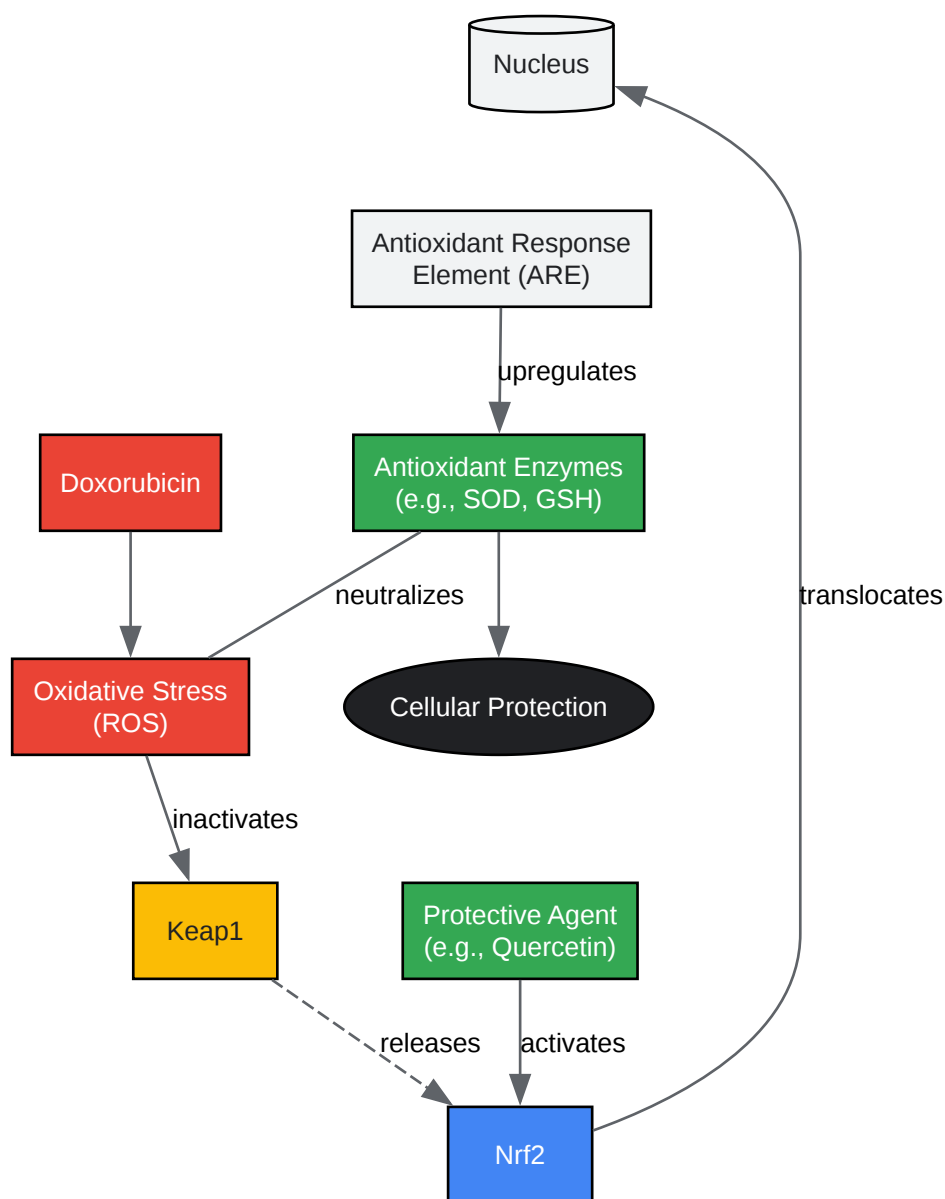 Nucleus
Antioxidant Response
Element (ARE)
upregulates
Doxorubicin
Antioxidant Enzymes
(e.g., SOD, GSH)
neutralizes
translocates
Oxidative Stress
(ROS)
Cellular Protection
inactivates
Keap1
Protective Agent
(e.g., Quercetin)
releases
activates
Nrf2